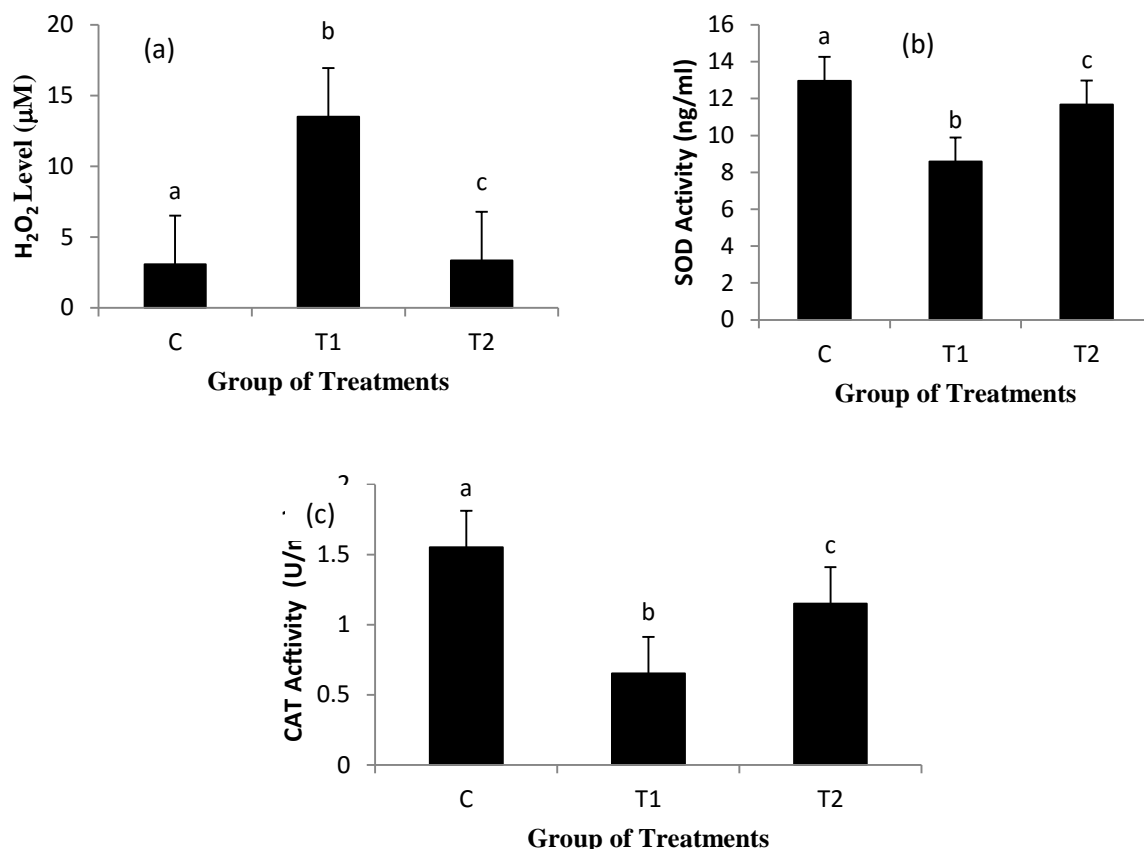 (a)
H₂O₂ Level (µM)
20
15
10
5
0
a
b
c
C T1 T2
Group of Treatments
(b)
SOD Activity (ng/ml)
16
14
12
10
8
6
4
2
0
a
b
c
C T1 T2
Group of Treatments
(c)
CAT Acftivity
2
1.5
1
0.5
0
a
b
c
C T1 T2
Group of Treatments